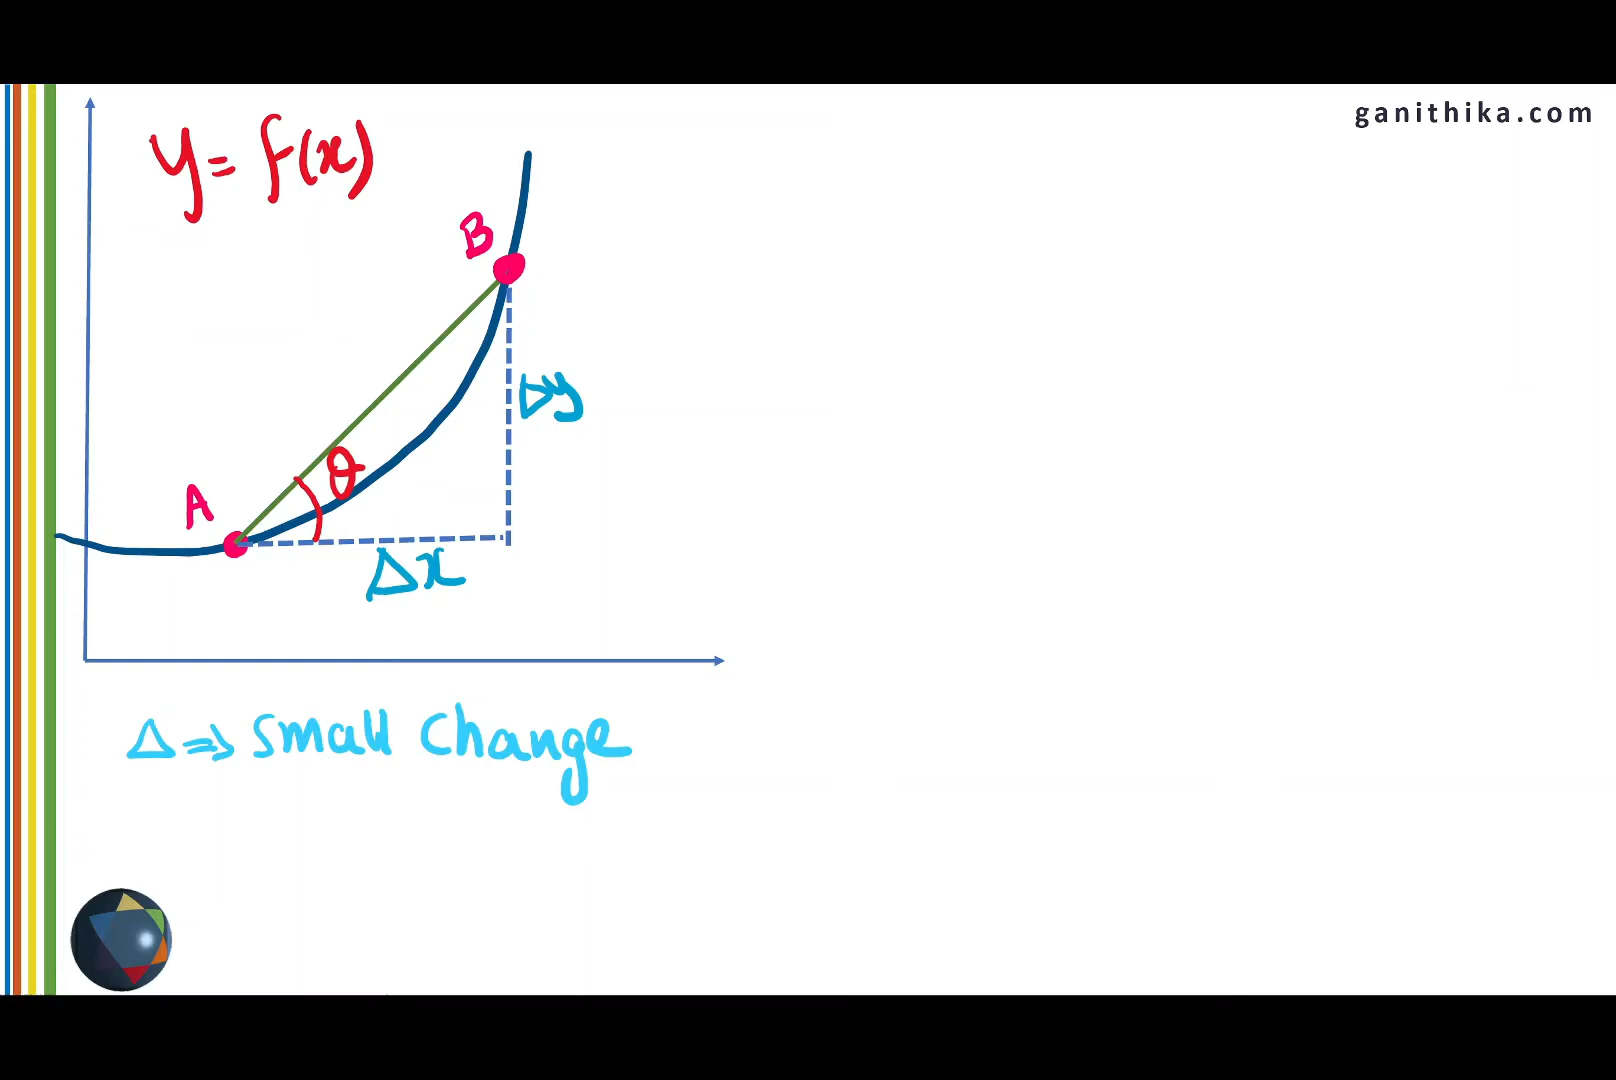 ganithika.com
y = f(x)
B
Δy
θ
A
Δx
Δ ⇒ Small Change